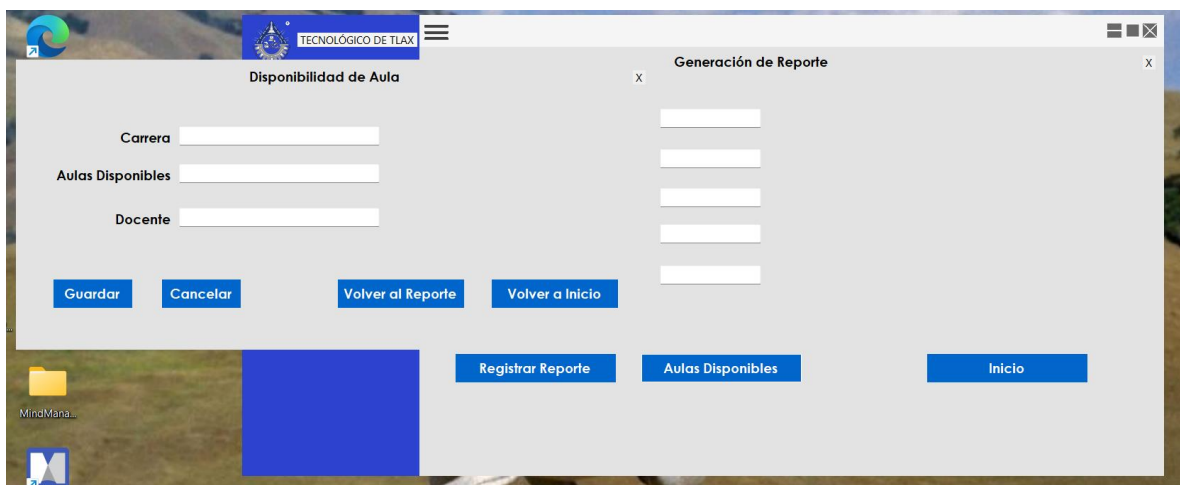 TECNOLÓGICO DE TLAX
Disponibilidad de Aula
X
Generación de Reporte
X
Carrera
Aulas Disponibles
Docente
Guardar
Cancelar
Volver al Reporte
Volver a Inicio
Registrar Reporte
Aulas Disponibles
Inicio
MindMana...